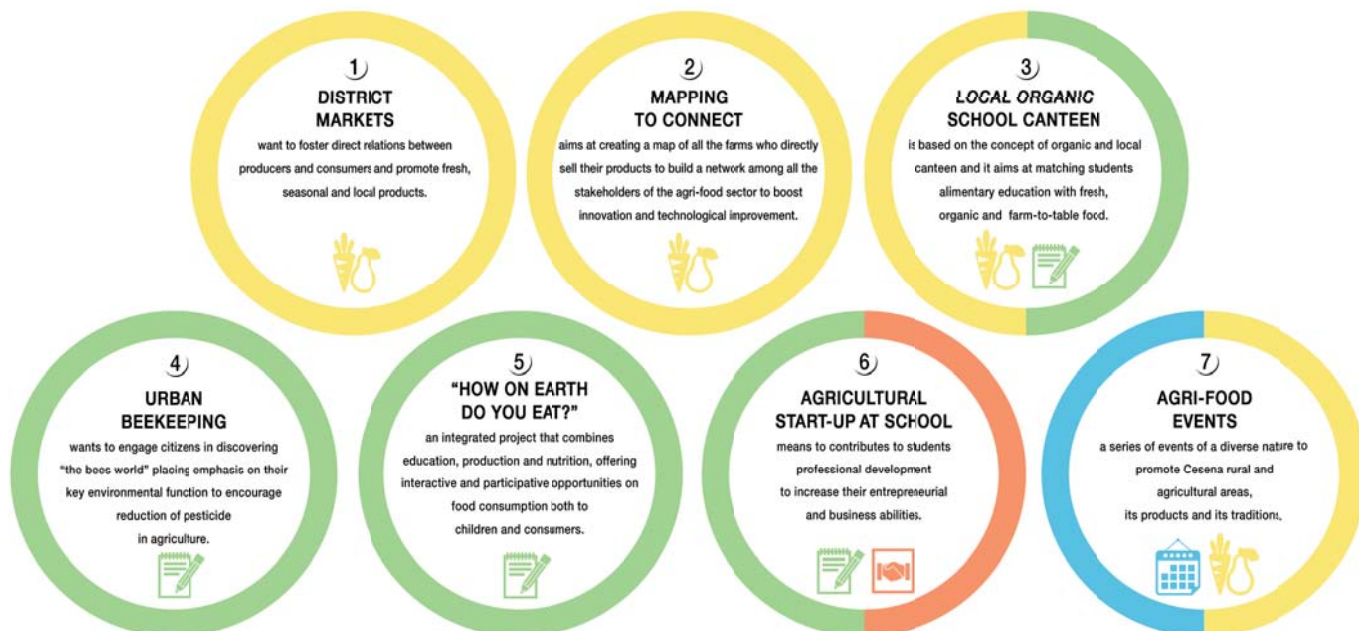 1
DISTRICT
MARKETS
want to foster direct relations between
producers and consumers and promote fresh,
seasonal and local products.
2
MAPPING
TO CONNECT
aims at creating a map of all the farms who directly
sell their products to build a network among all the
stakeholders of the agri-food sector to boost
innovation and technological improvement.
3
LOCAL ORGANIC
SCHOOL CANTEEN
is based on the concept of organic and local
canteen and it aims at matching students
alimentary education with fresh,
organic and farm-to-table food.
4
URBAN
BEEKEEPING
wants to engage citizens in discovering
"the bees world" placing emphasis on their
key environmental function to encourage
reduction of pesticide
in agriculture.
5
"HOW ON EARTH
DO YOU EAT?"
an integrated project that combines
education, production and nutrition, offering
interactive and participative opportunities on
food consumption both to
children and consumers.
6
AGRICULTURAL
START-UP AT SCHOOL
means to contributes to students
professional development
to increase their entrepreneurial
and business abilities.
7
AGRI-FOOD
EVENTS
a series of events of a diverse nature to
promote Cesena rural and
agricultural areas,
its products and its traditions.